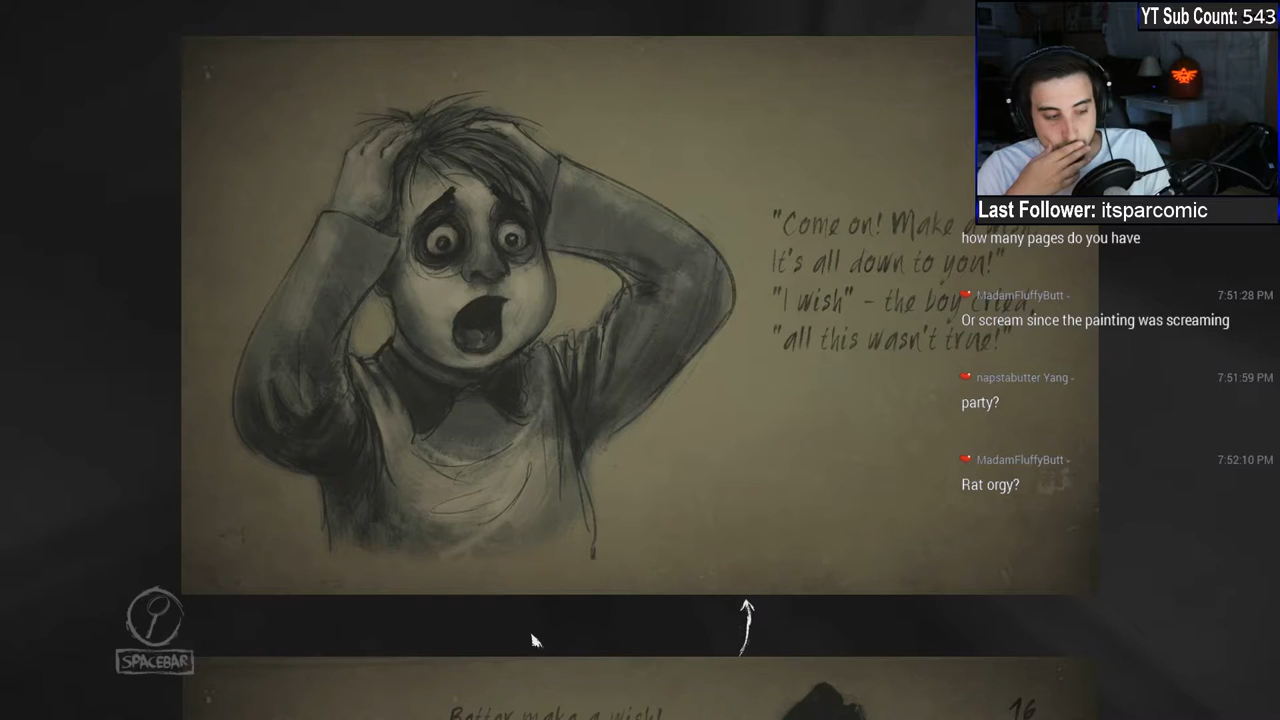 YT Sub Count: 543
Last Follower: itsparcomic
"Come on! Make a wish
It's all down to you!"
"I wish" - the boy cried,
"all this wasn't true!"
how many pages do you have
MadamFluffyButt - 7:51:28 PM
Or scream since the painting was screaming
napstabutter Yang - 7:51:59 PM
party?
MadamFluffyButt - 7:52:10 PM
Rat orgy?
SPACEBAR
Better make a wish!
16